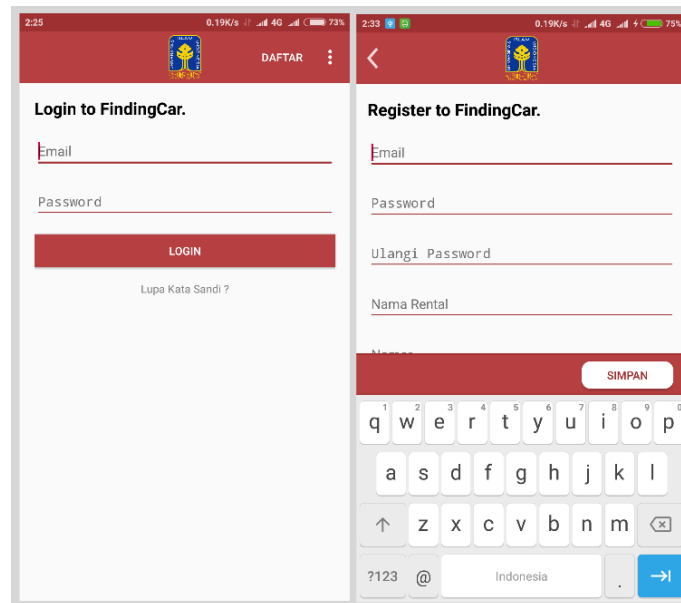 2:25 0.19K/s 4G 73%
DAFTAR
Login to FindingCar.
Email
Password
LOGIN
Lupa Kata Sandi ?
2:33 0.19K/s 4G 75%
Register to FindingCar.
Email
Password
Ulangi Password
Nama Rental
SIMPAN
1 2 3 4 5 6 7 8 9 0
q w e r t y u i o p
a s d f g h j k l
z x c v b n m
?123 @ Indonesia .